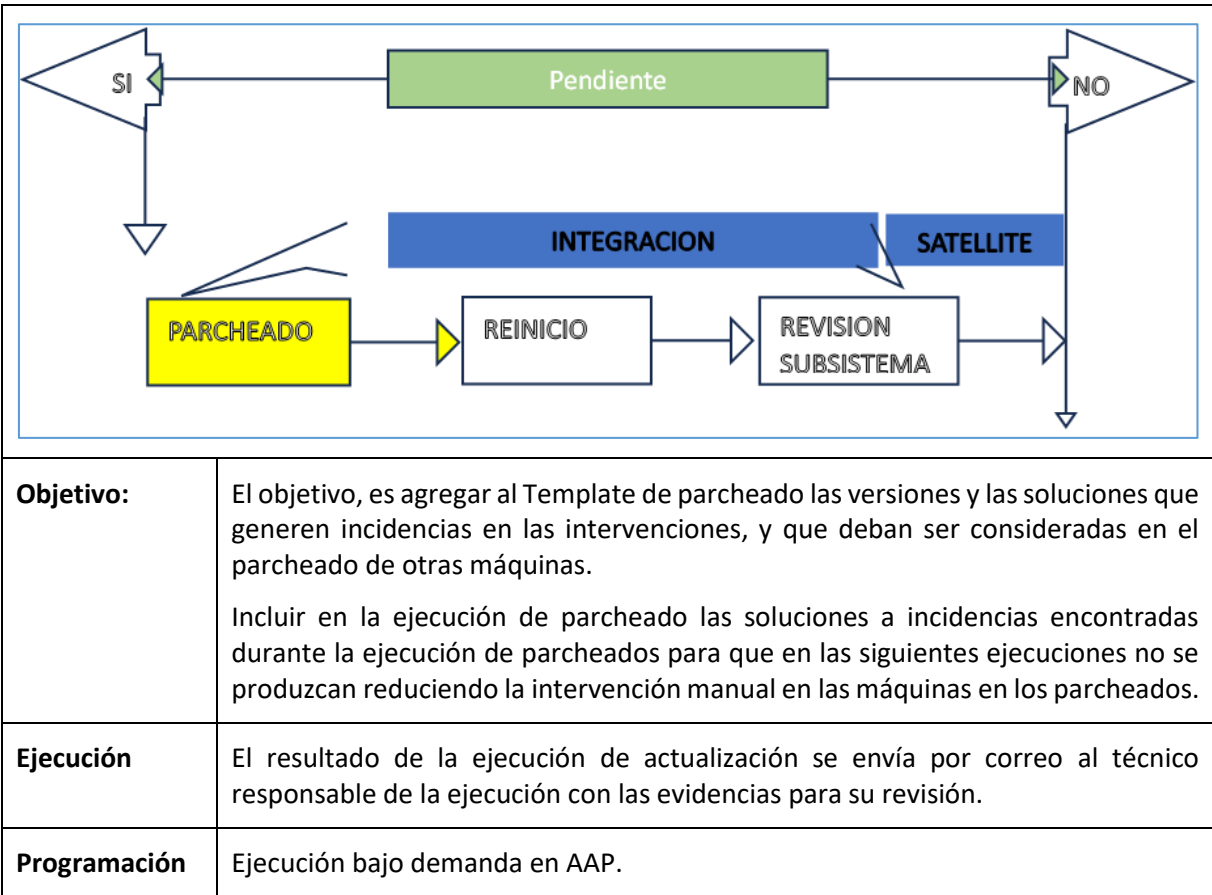 SI
Pendiente
NO
INTEGRACION
SATELLITE
PARCHEADO
REINICIO
REVISION
SUBSISTEMA
Objetivo:
El objetivo, es agregar al Template de parcheado las versiones y las soluciones que
generen incidencias en las intervenciones, y que deban ser consideradas en el
parcheado de otras máquinas.
Incluir en la ejecución de parcheado las soluciones a incidencias encontradas
durante la ejecución de parcheados para que en las siguientes ejecuciones no se
produzcan reduciendo la intervención manual en las máquinas en los parcheados.
Ejecución
El resultado de la ejecución de actualización se envía por correo al técnico
responsable de la ejecución con las evidencias para su revisión.
Programación
Ejecución bajo demanda en AAP.